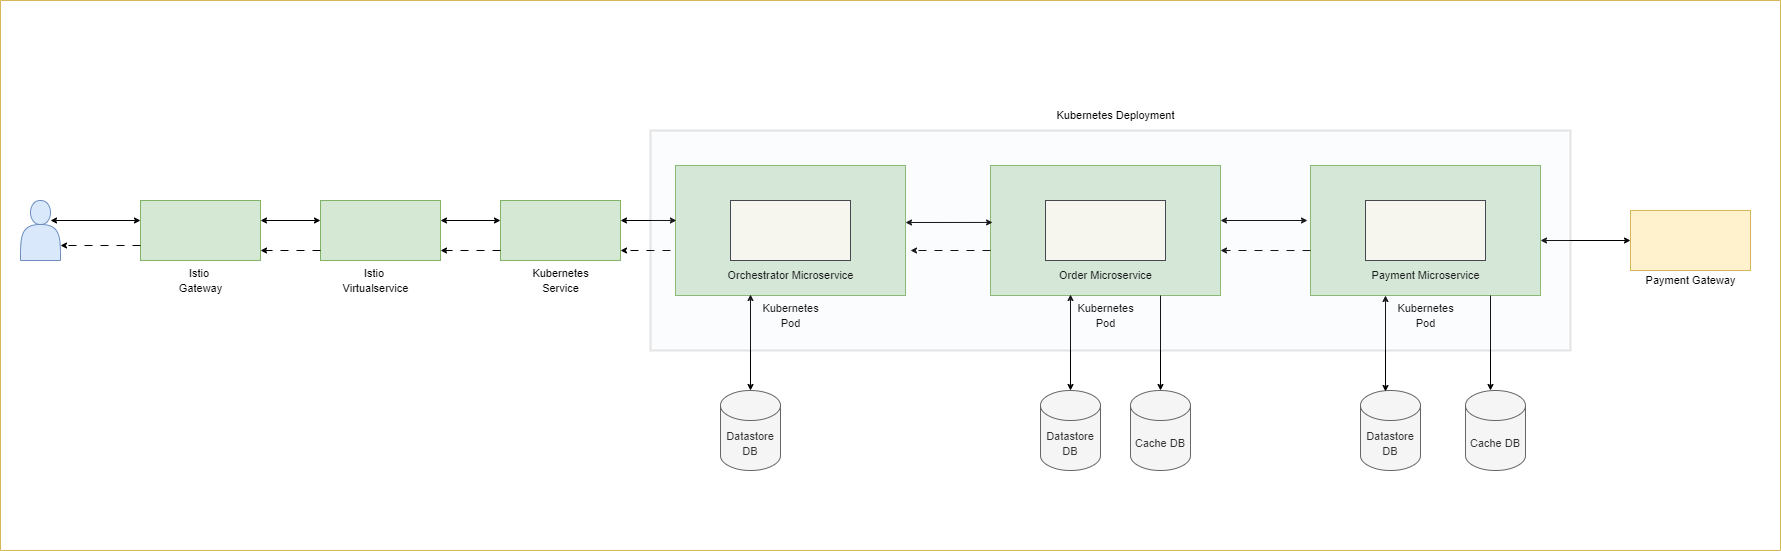 Kubernetes Deployment
Istio
Gateway
Istio
Virtualservice
Kubernetes
Service
Orchestrator Microservice
Kubernetes
Pod
Order Microservice
Kubernetes
Pod
Payment Microservice
Kubernetes
Pod
Payment Gateway
Datastore
DB
Datastore
DB
Cache DB
Datastore
DB
Cache DB